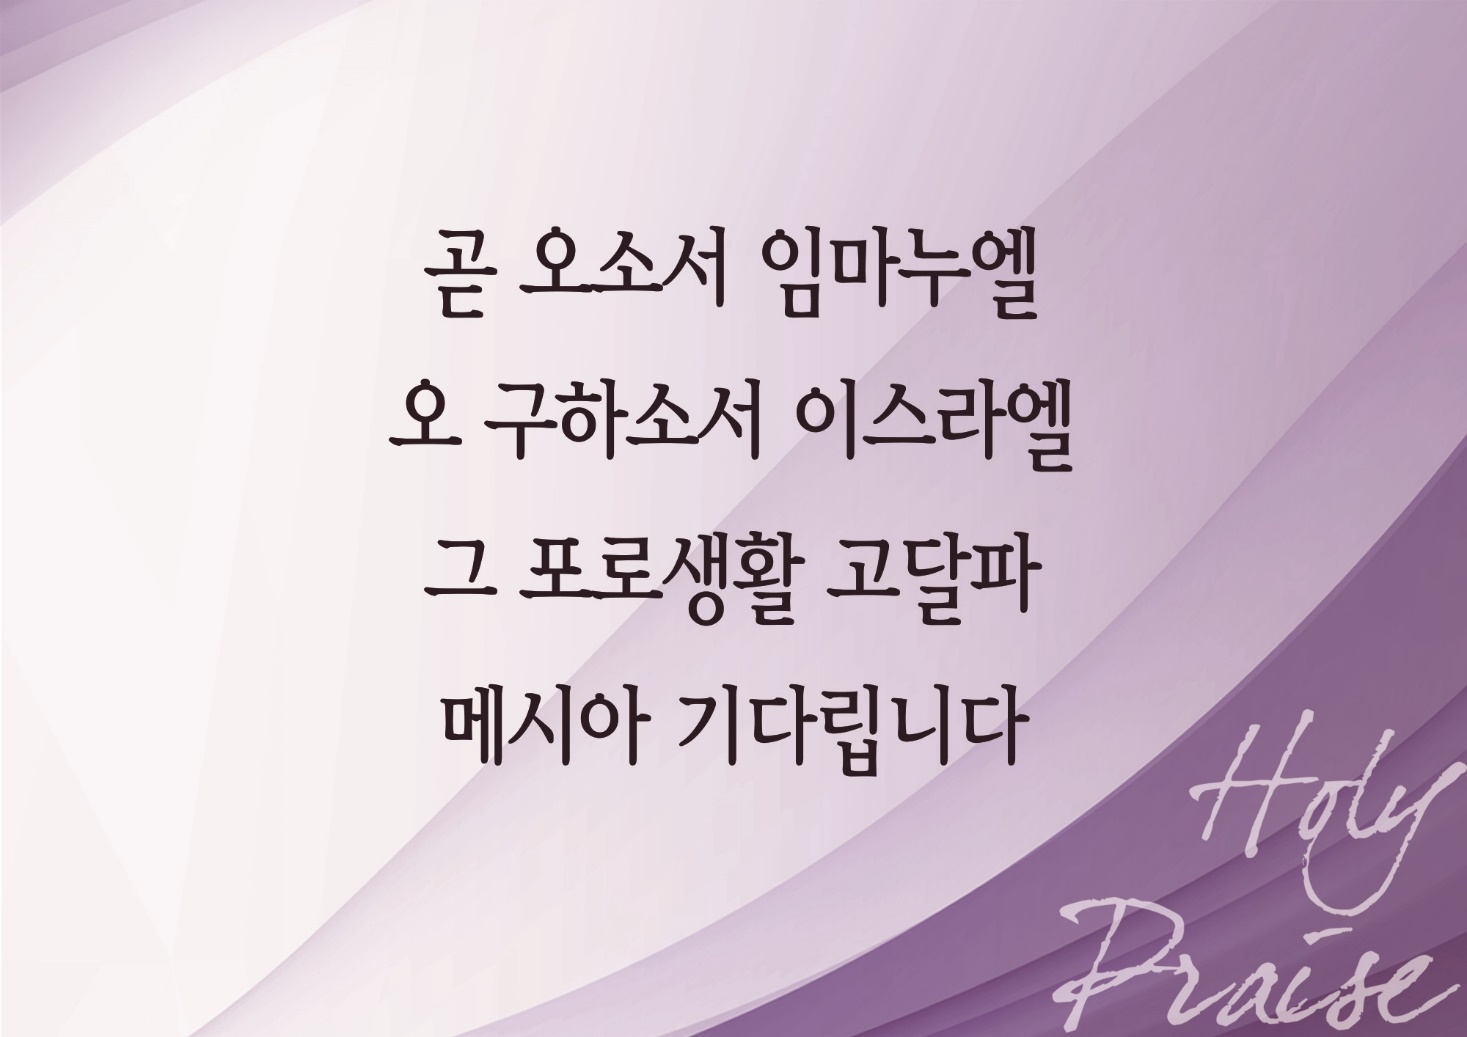 곧 오소서 임마누엘
오 구하소서 이스라엘
그 포로생활 고달파
메시아 기다립니다
Holy
Praise